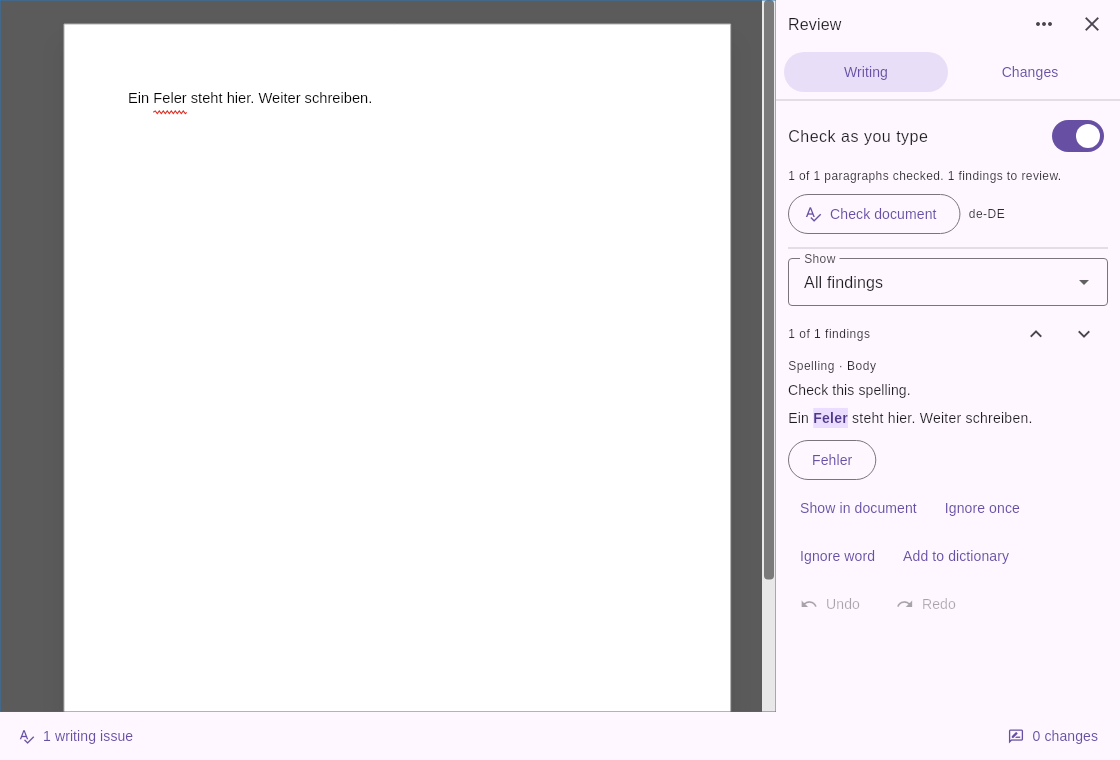 Ein Feler steht hier. Weiter schreiben.
Review
Writing
Changes
Check as you type
1 of 1 paragraphs checked. 1 findings to review.
Check document
de-DE
Show
All findings
1 of 1 findings
Spelling · Body
Check this spelling.
Ein Feler steht hier. Weiter schreiben.
Fehler
Show in document
Ignore once
Ignore word
Add to dictionary
Undo
Redo
1 writing issue
0 changes